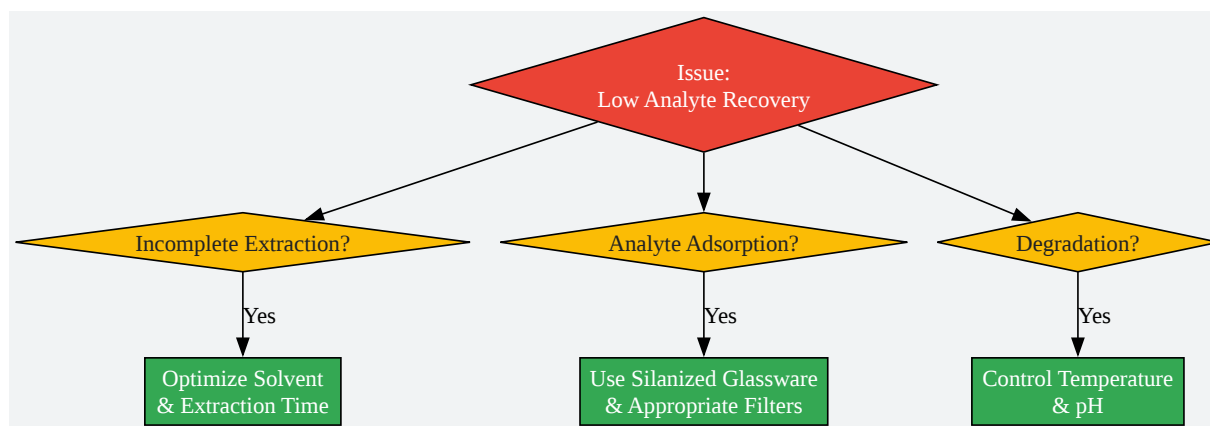 Issue:
Low Analyte Recovery
Incomplete Extraction?
Analyte Adsorption?
Degradation?
Yes
Yes
Yes
Optimize Solvent
& Extraction Time
Use Silanized Glassware
& Appropriate Filters
Control Temperature
& pH